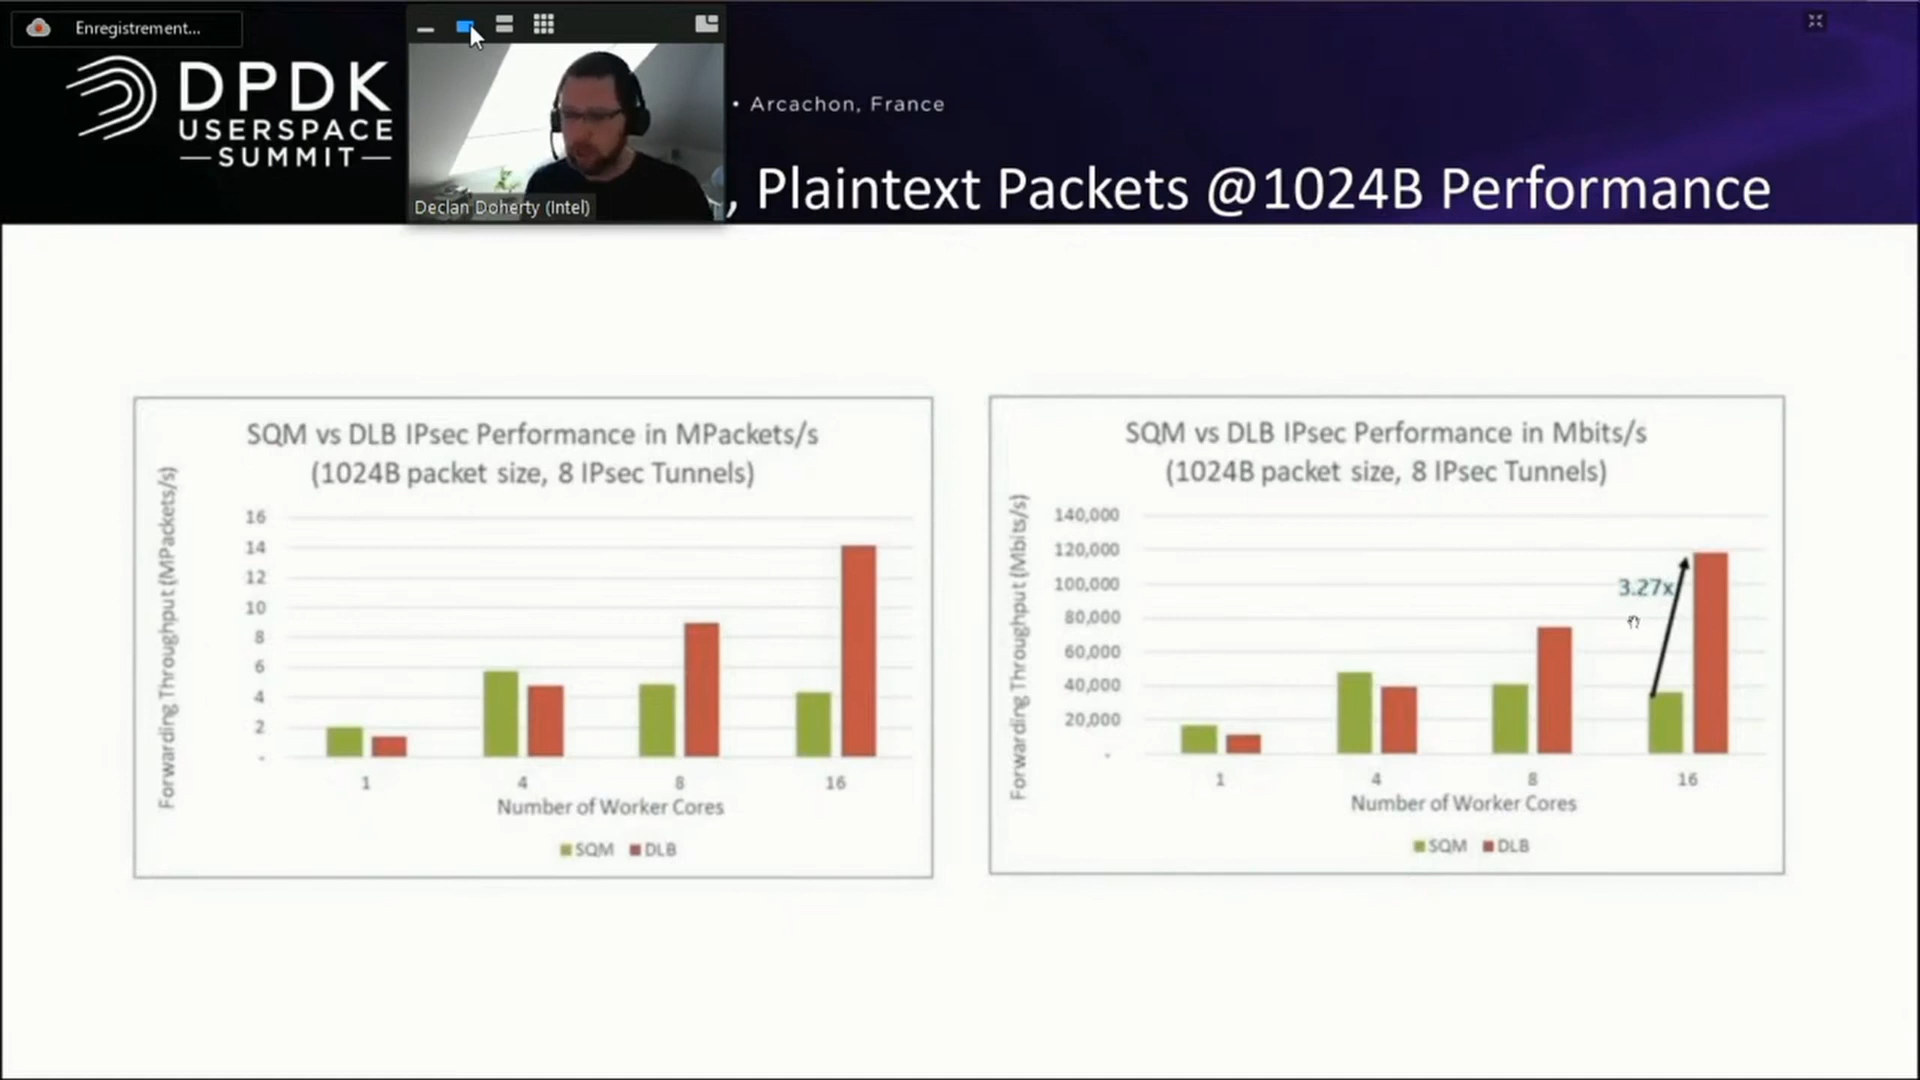 Enregistrement...
DPDK
USERSPACE
SUMMIT
Declan Doherty (Intel)
• Arcachon, France
, Plaintext Packets @1024B Performance
SQM vs DLB IPsec Performance in MPackets/s
(1024B packet size, 8 IPsec Tunnels)
Forwarding Throughput (MPackets/s)
16
14
12
10
8
6
4
2
-
1 4 8 16
Number of Worker Cores
SQM DLB
SQM vs DLB IPsec Performance in Mbits/s
(1024B packet size, 8 IPsec Tunnels)
Forwarding Throughput (Mbits/s)
140,000
120,000
100,000
80,000
60,000
40,000
20,000
-
3.27x
1 4 8 16
Number of Worker Cores
SQM DLB